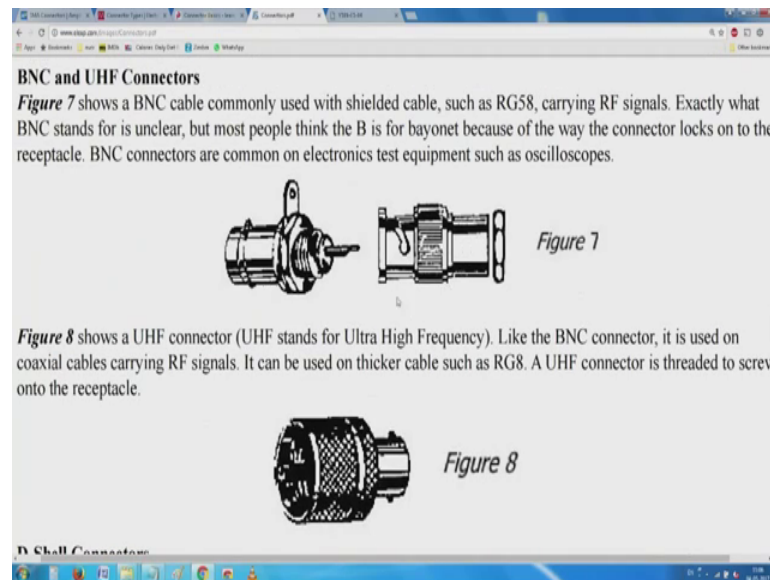 BNC and UHF Connectors
Figure 7 shows a BNC cable commonly used with shielded cable, such as RG58, carrying RF signals. Exactly what
BNC stands for is unclear, but most people think the B is for bayonet because of the way the connector locks on to the
receptacle. BNC connectors are common on electronics test equipment such as oscilloscopes.
Figure 7
Figure 8 shows a UHF connector (UHF stands for Ultra High Frequency). Like the BNC connector, it is used on
coaxial cables carrying RF signals. It can be used on thicker cable such as RG8. A UHF connector is threaded to screw
onto the receptacle.
Figure 8
D Shell Connectors